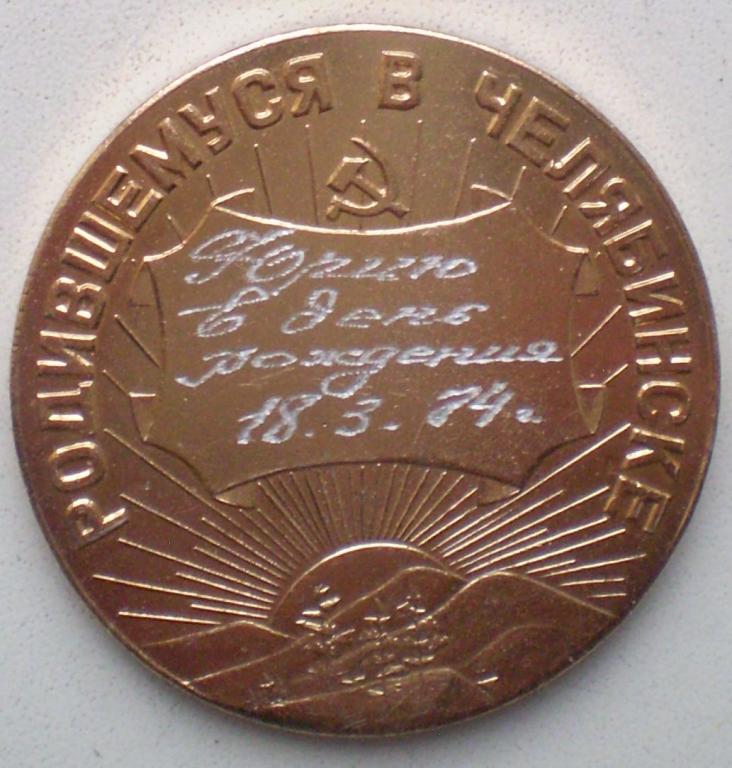 РОДИВШЕМУСЯ В ЧЕЛЯБИНСКЕ
Юрию
в день
рождения
18.3.74г